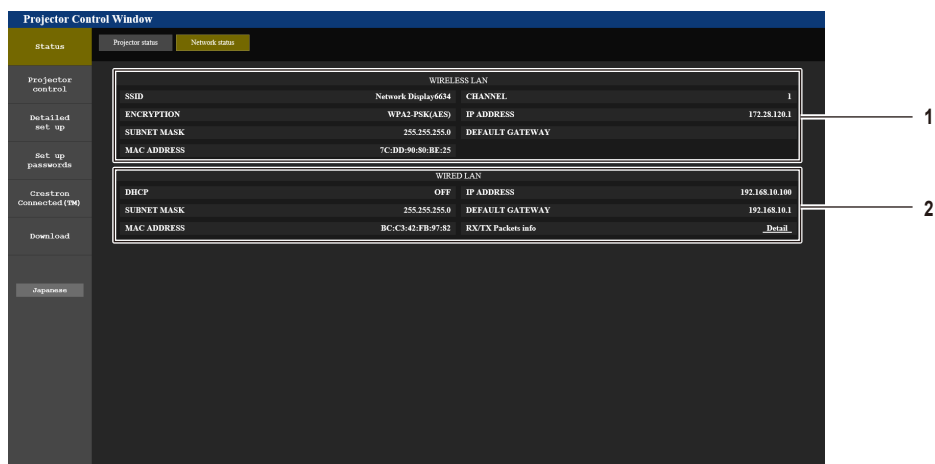 Projector Control Window
Status
Projector status
Network status
Projector
control
Detailed
set up
Set up
passwords
Crestron
Connected(TM)
Download
Japanese
WIRELESS LAN
SSID Network Display6634 CHANNEL 1
ENCRYPTION WPA2-PSK(AES) IP ADDRESS 172.28.120.1
SUBNET MASK 255.255.255.0 DEFAULT GATEWAY
MAC ADDRESS 7C:DD:90:80:BE:25
1
WIRED LAN
DHCP OFF IP ADDRESS 192.168.10.100
SUBNET MASK 255.255.255.0 DEFAULT GATEWAY 192.168.10.1
MAC ADDRESS BC:C3:42:FB:97:82 RX/TX Packets info Detail
2